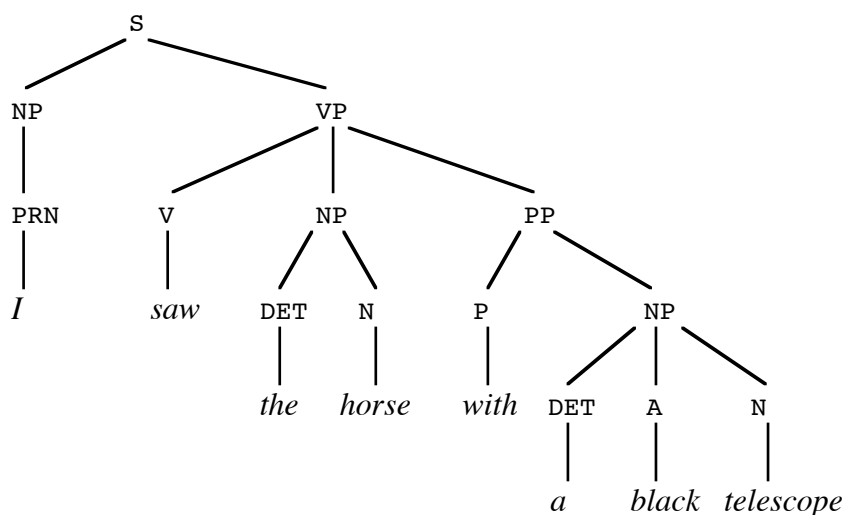 S
NP VP
PRN V NP PP
I saw DET N P NP
the horse with DET A N
a black telescope